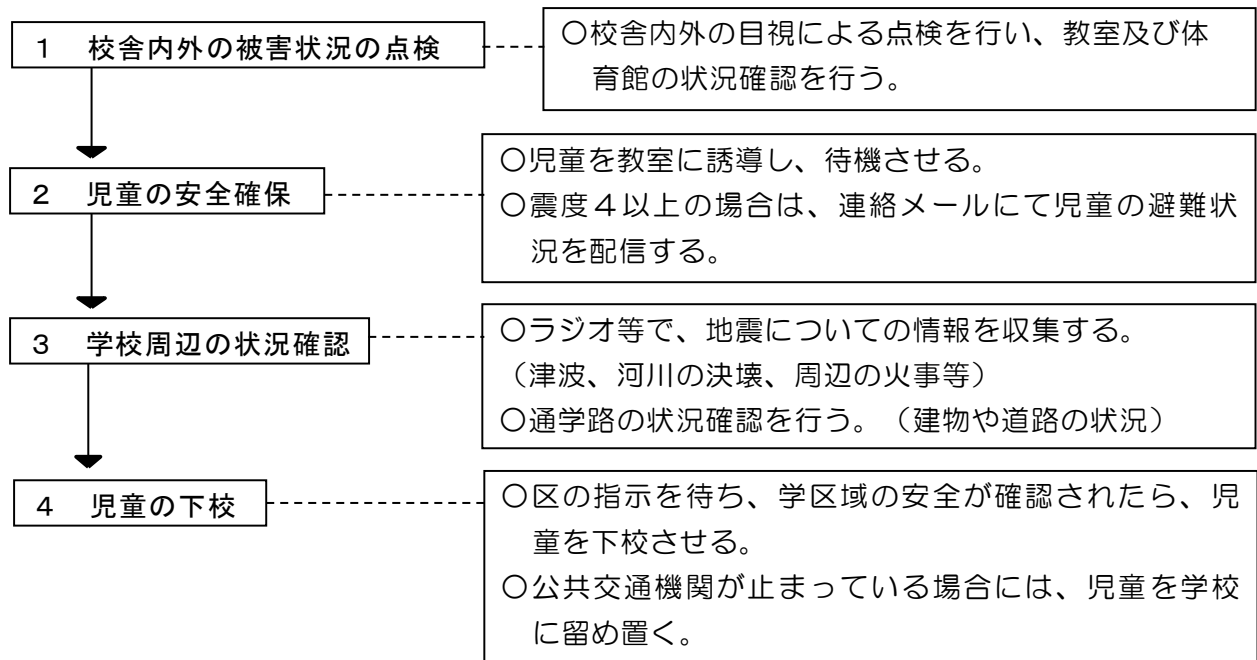 １　校舎内外の被害状況の点検
〇校舎内外の目視による点検を行い、教室及び体
育館の状況確認を行う。
２　児童の安全確保
〇児童を教室に誘導し、待機させる。
〇震度４以上の場合は、連絡メールにて児童の避難状
況を配信する。
３　学校周辺の状況確認
〇ラジオ等で、地震についての情報を収集する。
（津波、河川の決壊、周辺の火事等）
〇通学路の状況確認を行う。（建物や道路の状況）
４　児童の下校
〇区の指示を待ち、学区域の安全が確認されたら、児
童を下校させる。
〇公共交通機関が止まっている場合には、児童を学校
に留め置く。